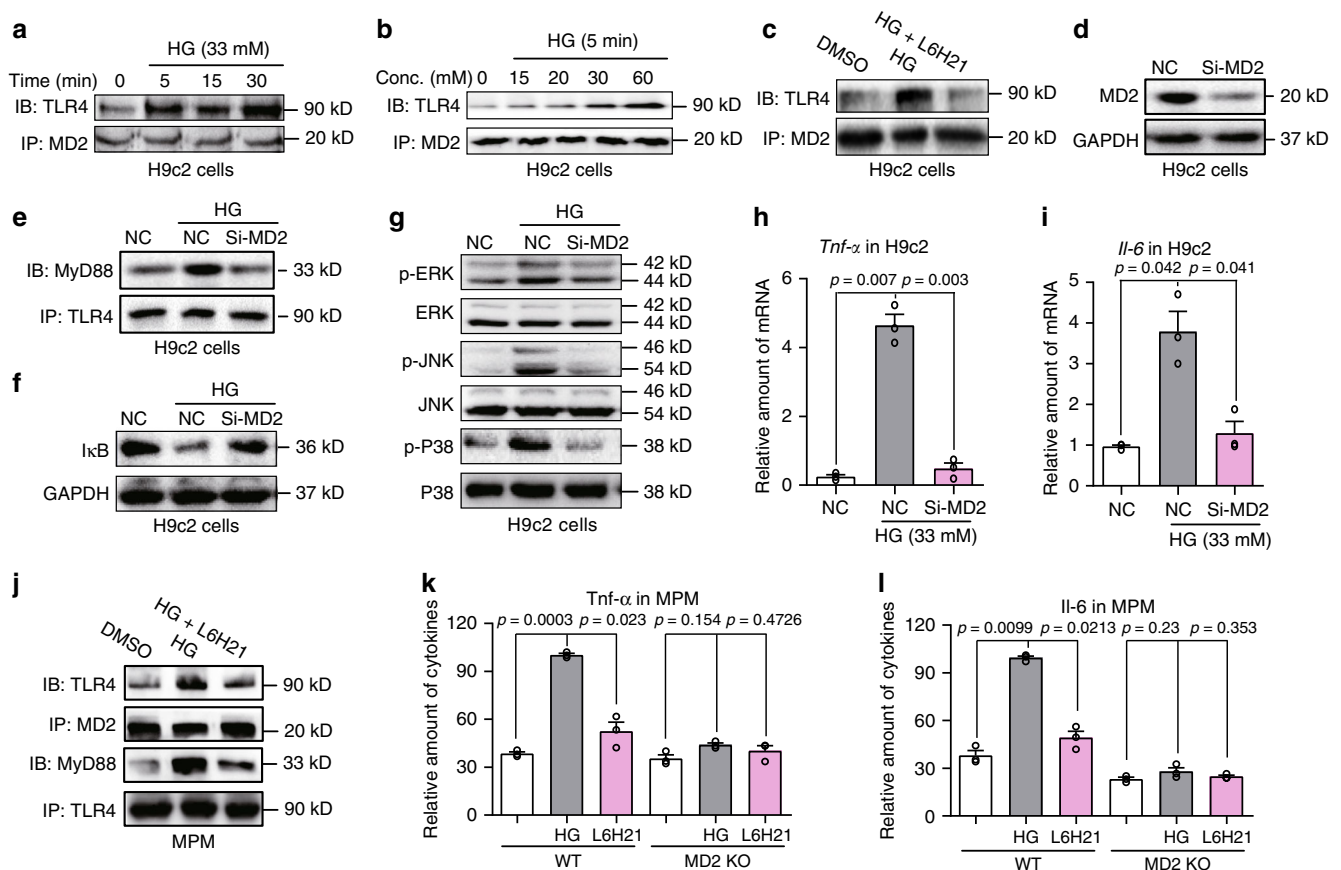 a
HG (33 mM)
Time (min) 0 5 15 30
IB: TLR4 90 kD
IP: MD2 20 kD
H9c2 cells
b
HG (5 min)
Conc. (mM) 0 15 20 30 60
IB: TLR4 90 kD
IP: MD2 20 kD
H9c2 cells
c
DMSO HG HG + L6H21
IB: TLR4 90 kD
IP: MD2 20 kD
H9c2 cells
d
NC Si-MD2
MD2 20 kD
GAPDH 37 kD
H9c2 cells
e
HG
NC NC Si-MD2
IB: MyD88 33 kD
IP: TLR4 90 kD
H9c2 cells
f
HG
NC NC Si-MD2
IκB 36 kD
GAPDH 37 kD
H9c2 cells
g
HG
NC NC Si-MD2
p-ERK 42 kD
44 kD
ERK 42 kD
44 kD
p-JNK 46 kD
54 kD
JNK 46 kD
54 kD
p-P38 38 kD
P38 38 kD
H9c2 cells
h
Tnf-α in H9c2
p = 0.007 p = 0.003
Relative amount of mRNA
6
4
2
0
NC NC Si-MD2
HG (33 mM)
i
Il-6 in H9c2
p = 0.042 p = 0.041
Relative amount of mRNA
5
4
3
2
1
0
NC NC Si-MD2
HG (33 mM)
j
DMSO HG HG + L6H21
IB: TLR4 90 kD
IP: MD2 20 kD
IB: MyD88 33 kD
IP: TLR4 90 kD
MPM
k
Tnf-α in MPM
p = 0.0003 p = 0.023 p = 0.154 p = 0.4726
Relative amount of cytokines
120
90
60
30
0
HG L6H21 HG L6H21
WT MD2 KO
l
Il-6 in MPM
p = 0.0099 p = 0.0213 p = 0.23 p = 0.353
Relative amount of cytokines
120
90
60
30
0
HG L6H21 HG L6H21
WT MD2 KO